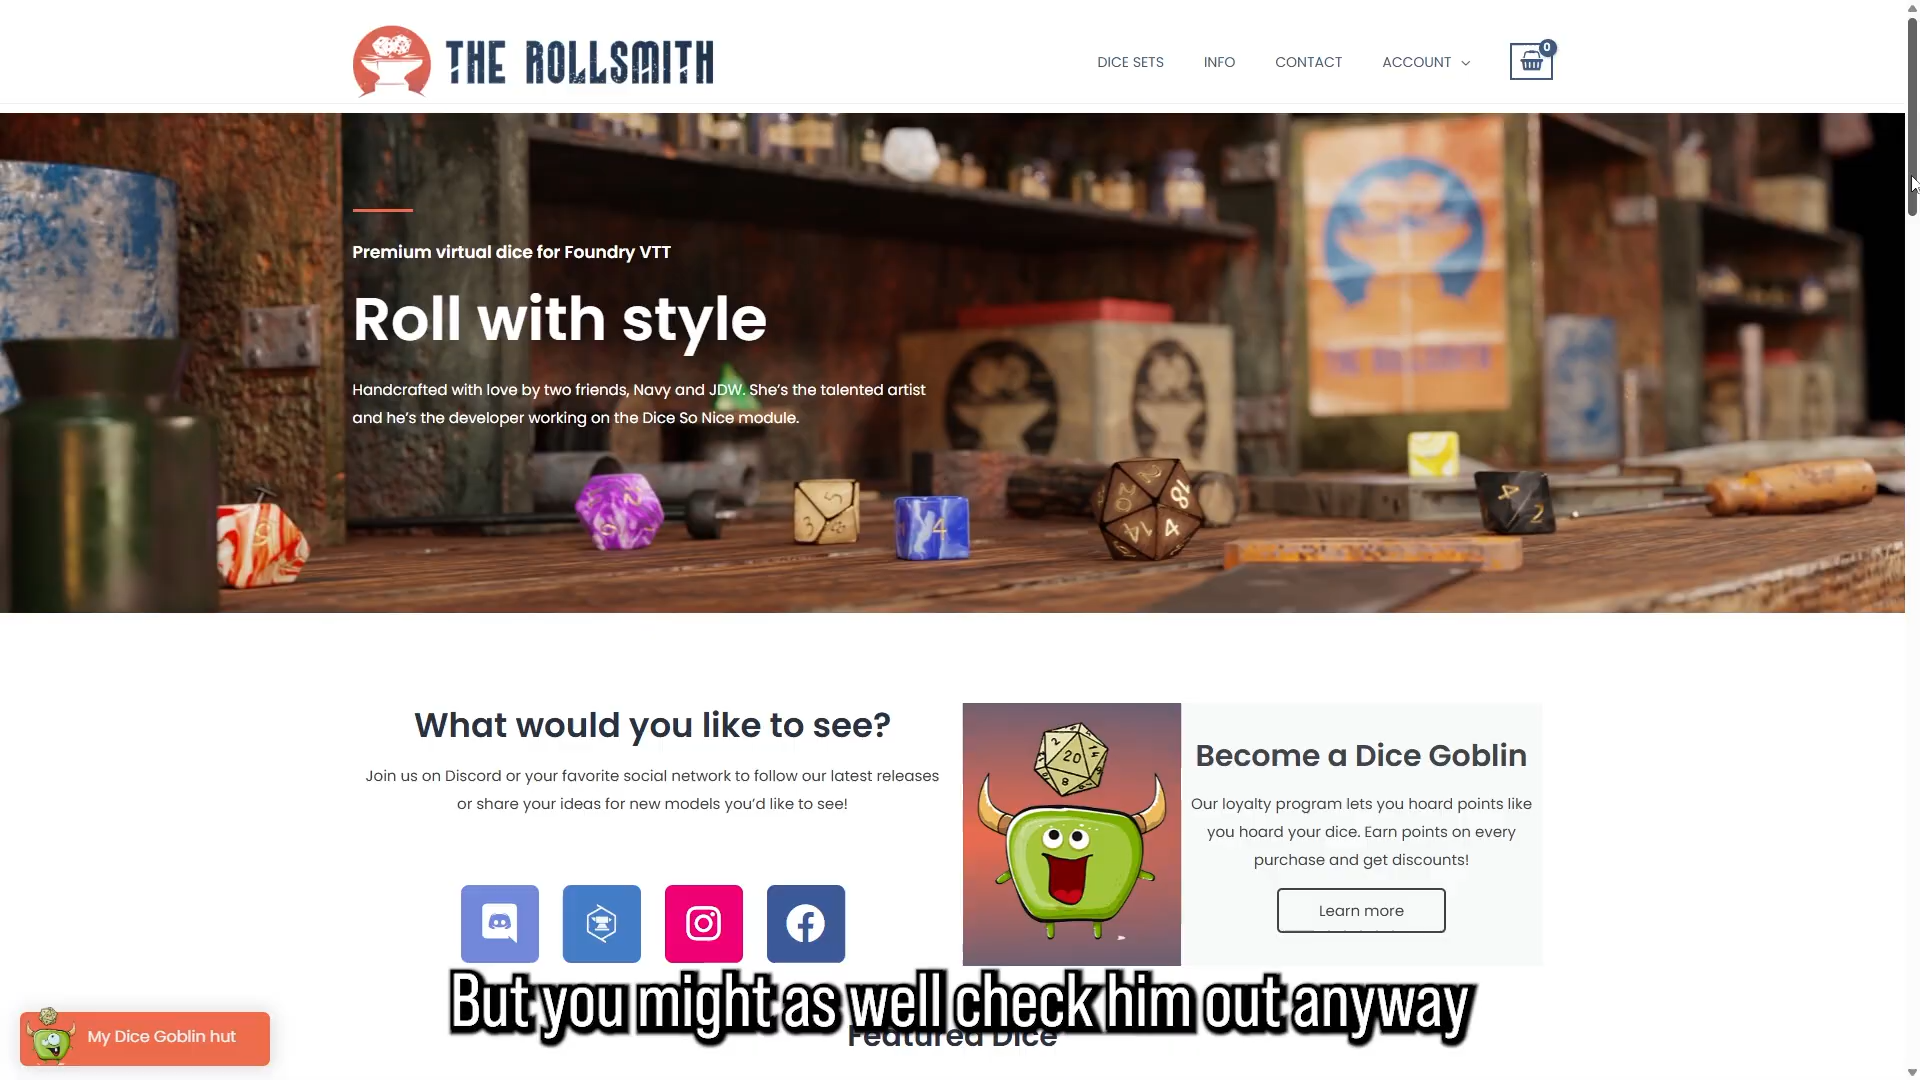 THE ROLLSMITH
DICE SETS
INFO
CONTACT
ACCOUNT
0
Premium virtual dice for Foundry VTT
Roll with style
Handcrafted with love by two friends, Navy and JDW. She's the talented artist
and he's the developer working on the Dice So Nice module.
THE ROLLSMITH
What would you like to see?
Join us on Discord or your favorite social network to follow our latest releases
or share your ideas for new models you'd like to see!
20
Become a Dice Goblin
Our loyalty program lets you hoard points like
you hoard your dice. Earn points on every
purchase and get discounts!
Learn more
But you might as well check him out anyway
Featured Dice
My Dice Goblin hut